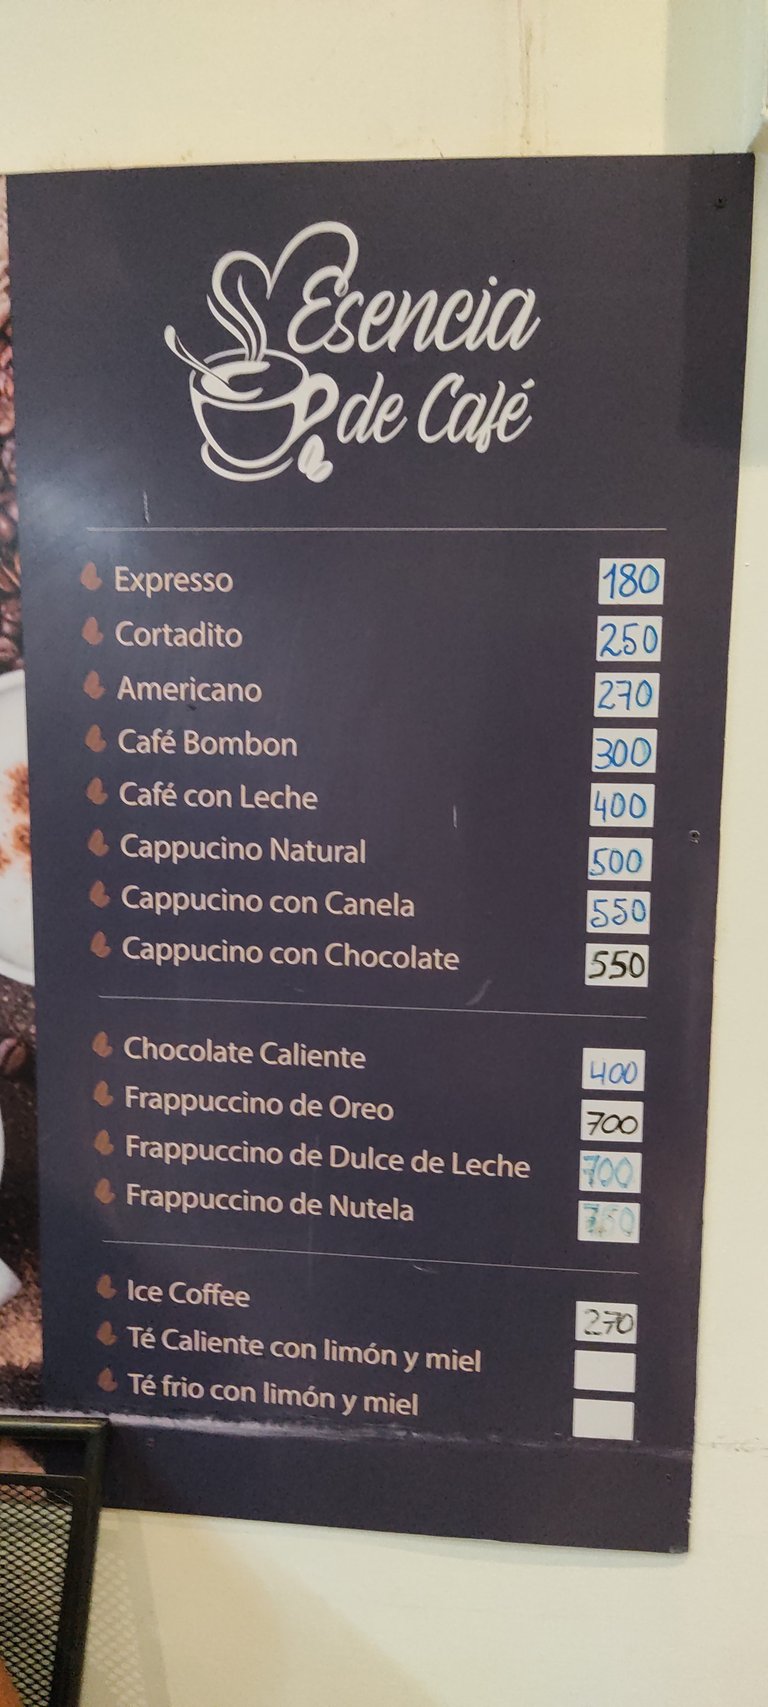 Esencia
de Café
Expresso 180
Cortadito 250
Americano 270
Café Bombon 300
Café con Leche 400
Cappucino Natural 500
Cappucino con Canela 550
Cappucino con Chocolate 550
Chocolate Caliente 400
Frappuccino de Oreo 700
Frappuccino de Dulce de Leche 700
Frappuccino de Nutela 750
Ice Coffee 270
Té Caliente con limón y miel
Té frio con limón y miel